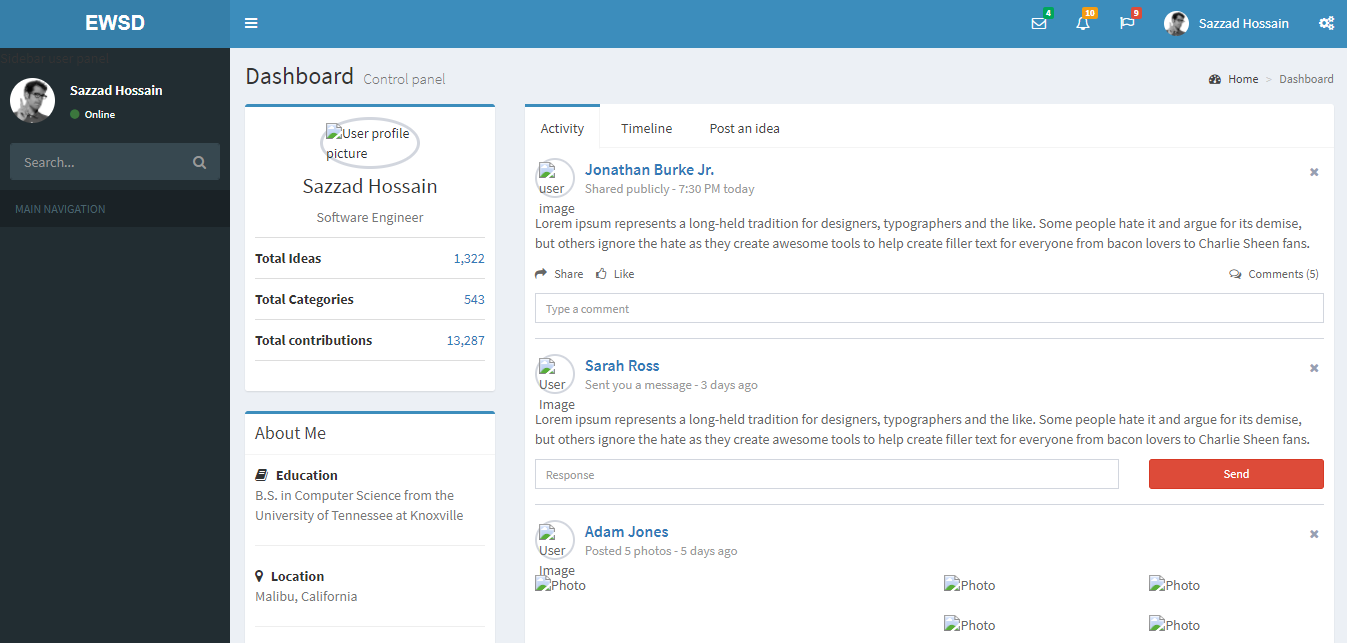 EWSD
4
10
9
Sazzad Hossain
Sidebar user panel
Sazzad Hossain
Online
Search...
MAIN NAVIGATION
Dashboard Control panel
Home > Dashboard
User profile
picture
Sazzad Hossain
Software Engineer
Total Ideas 1,322
Total Categories 543
Total contributions 13,287
About Me
Education
B.S. in Computer Science from the
University of Tennessee at Knoxville
Location
Malibu, California
Activity Timeline Post an idea
user
image
Jonathan Burke Jr.
Shared publicly - 7:30 PM today
Lorem ipsum represents a long-held tradition for designers, typographers and the like. Some people hate it and argue for its demise,
but others ignore the hate as they create awesome tools to help create filler text for everyone from bacon lovers to Charlie Sheen fans.
Share Like Comments (5)
Type a comment
User
Image
Sarah Ross
Sent you a message - 3 days ago
Lorem ipsum represents a long-held tradition for designers, typographers and the like. Some people hate it and argue for its demise,
but others ignore the hate as they create awesome tools to help create filler text for everyone from bacon lovers to Charlie Sheen fans.
Response Send
User
Image
Adam Jones
Posted 5 photos - 5 days ago
Photo Photo Photo
Photo Photo